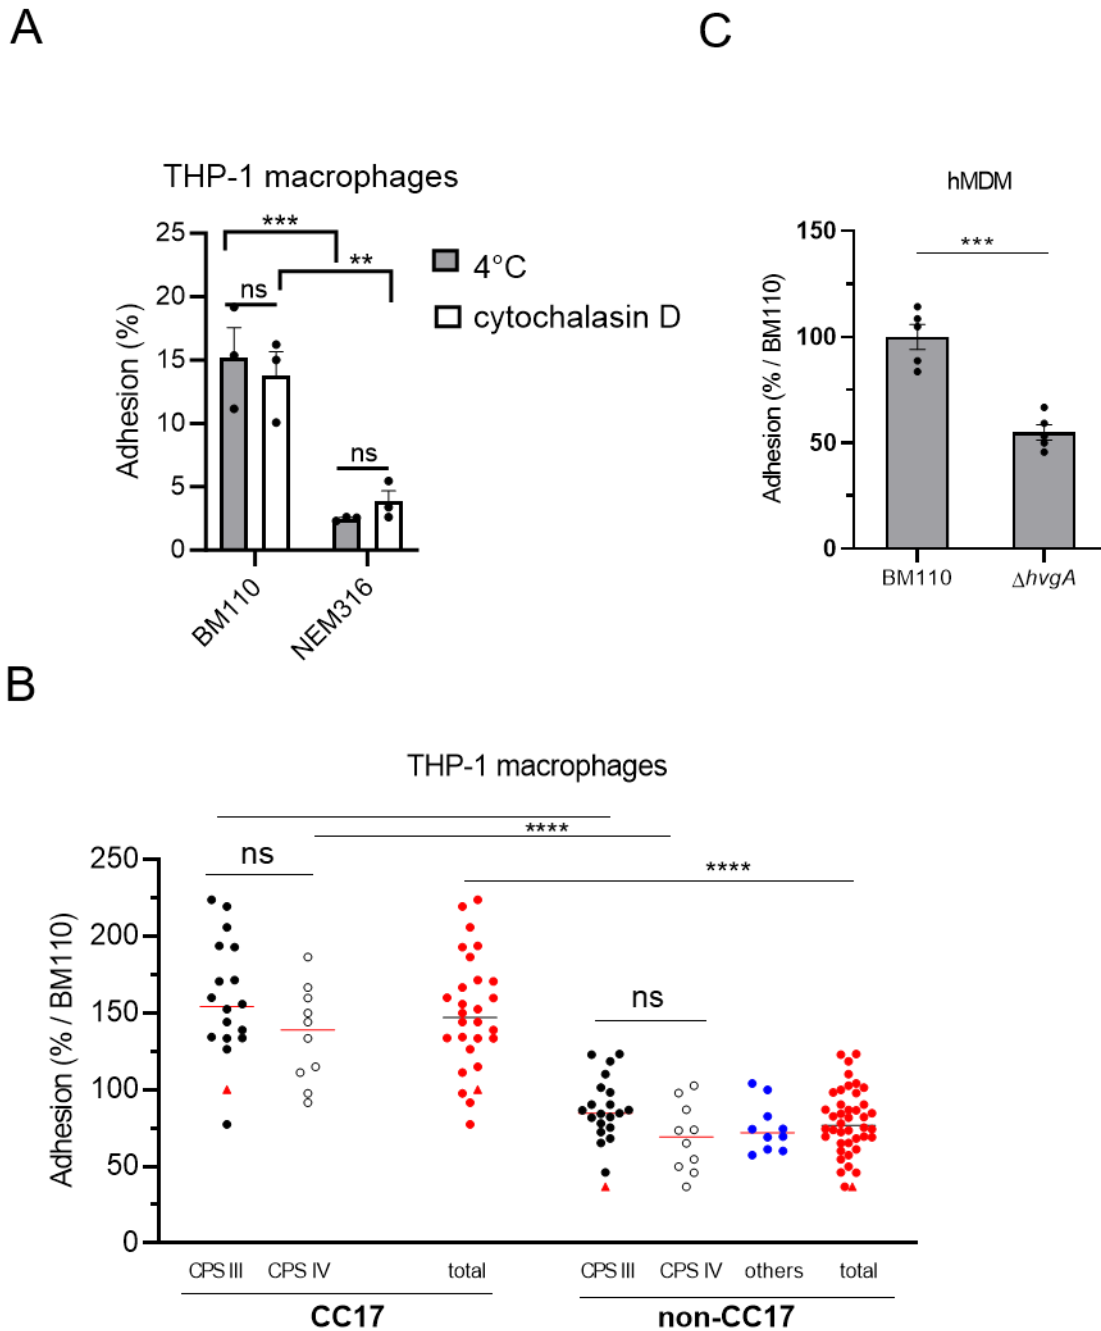 A
C
THP-1 macrophages
hMDM
25
20
15
10
5
0
Adhesion (%)
***
**
ns
ns
4°C
cytochalasin D
BM110
NEM316
150
100
50
0
Adhesion (% / BM110)
***
BM110
ΔhvgA
B
THP-1 macrophages
****
ns
****
ns
250
200
150
100
50
0
Adhesion (% / BM110)
CPS III
CPS IV
total
CPS III
CPS IV
others
total
CC17
non-CC17